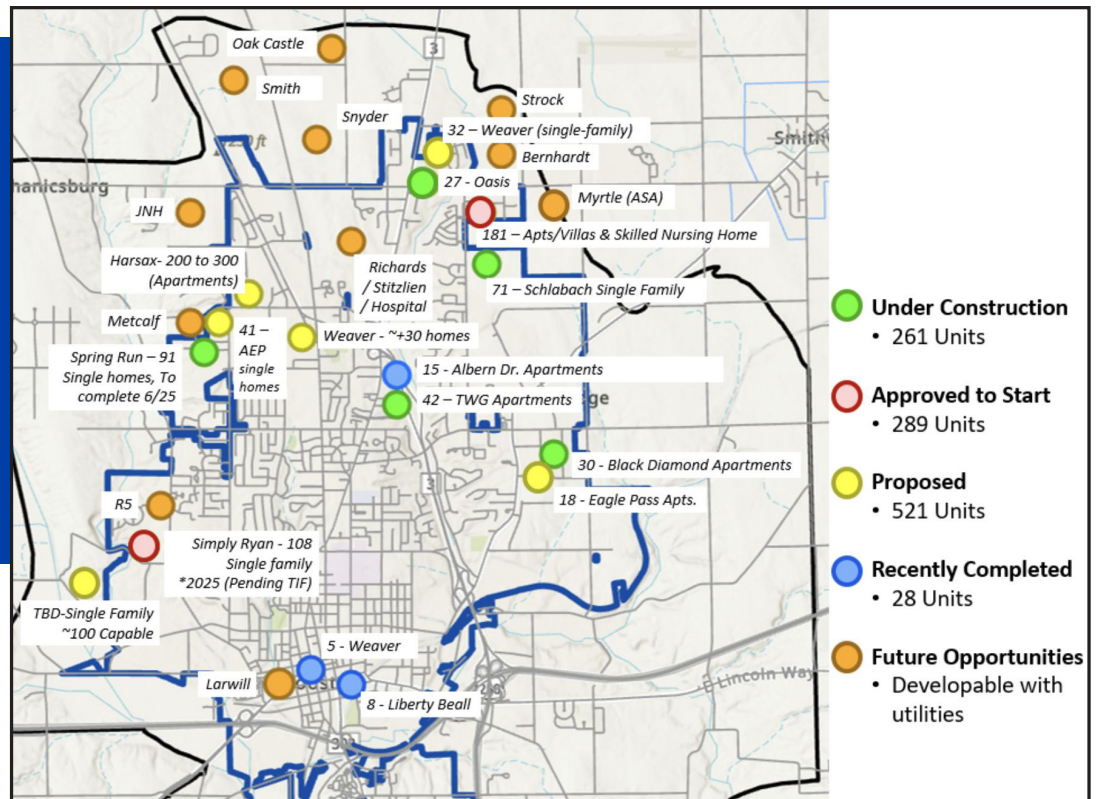 Oak Castle
3
Smith
Strock
Snyder
32 – Weaver (single-family)
Smith
Bernhardt
hanicsburg
27 - Oasis
Myrtle (ASA)
JNH
181 – Apts/Villas & Skilled Nursing Home
Harsax- 200 to 300
(Apartments)
Richards
/ Stitzlien
/ Hospital
71 – Schlabach Single Family
Metcalf
41 –
AEP
single
homes
Weaver - ~+30 homes
Spring Run – 91
Single homes, To
complete 6/25
15 - Albern Dr. Apartments
42 – TWG Apartments
ge
30 - Black Diamond Apartments
3
18 - Eagle Pass Apts.
R5
Simply Ryan - 108
Single family
*2025 (Pending TIF)
TBD-Single Family
~100 Capable
5 - Weaver
Larwill
8 - Liberty Beall
E Lincoln Way
Under Construction
• 261 Units
Approved to Start
• 289 Units
Proposed
• 521 Units
Recently Completed
• 28 Units
Future Opportunities
• Developable with
utilities